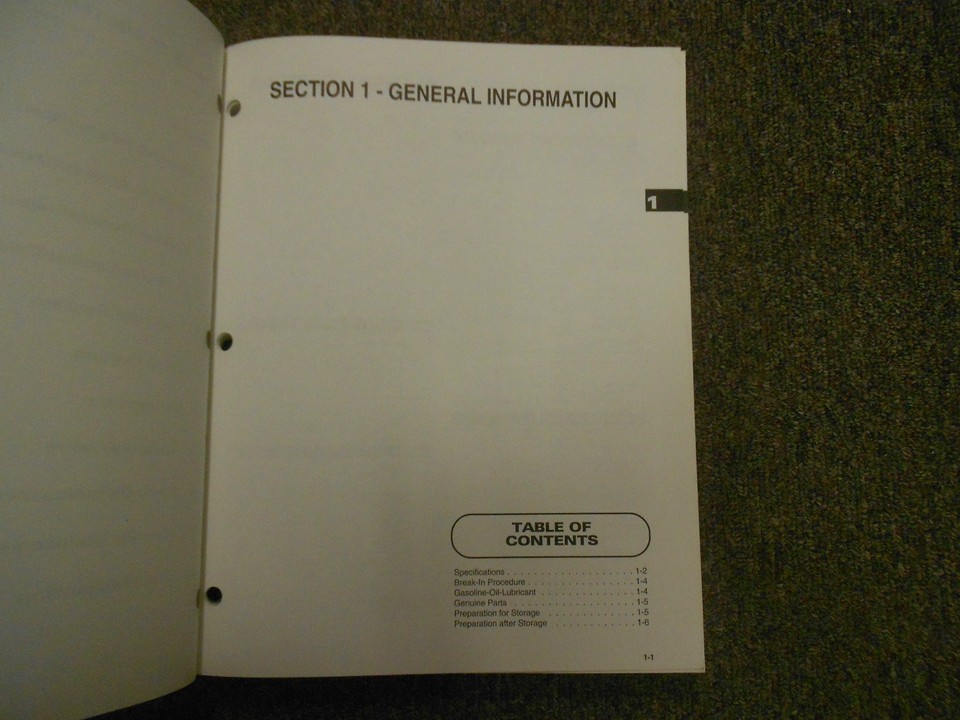 SECTION 1 - GENERAL INFORMATION
1
TABLE OF
CONTENTS
Specifications . . . . . . . . . . . . . . . . . . . . 1-2
Break-In Procedure . . . . . . . . . . . . . . . . . 1-4
Gasoline-Oil-Lubricant . . . . . . . . . . . . . . . 1-4
Genuine Parts . . . . . . . . . . . . . . . . . . . 1-5
Preparation for Storage . . . . . . . . . . . . . . 1-5
Preparation after Storage . . . . . . . . . . . . 1-6
1-1